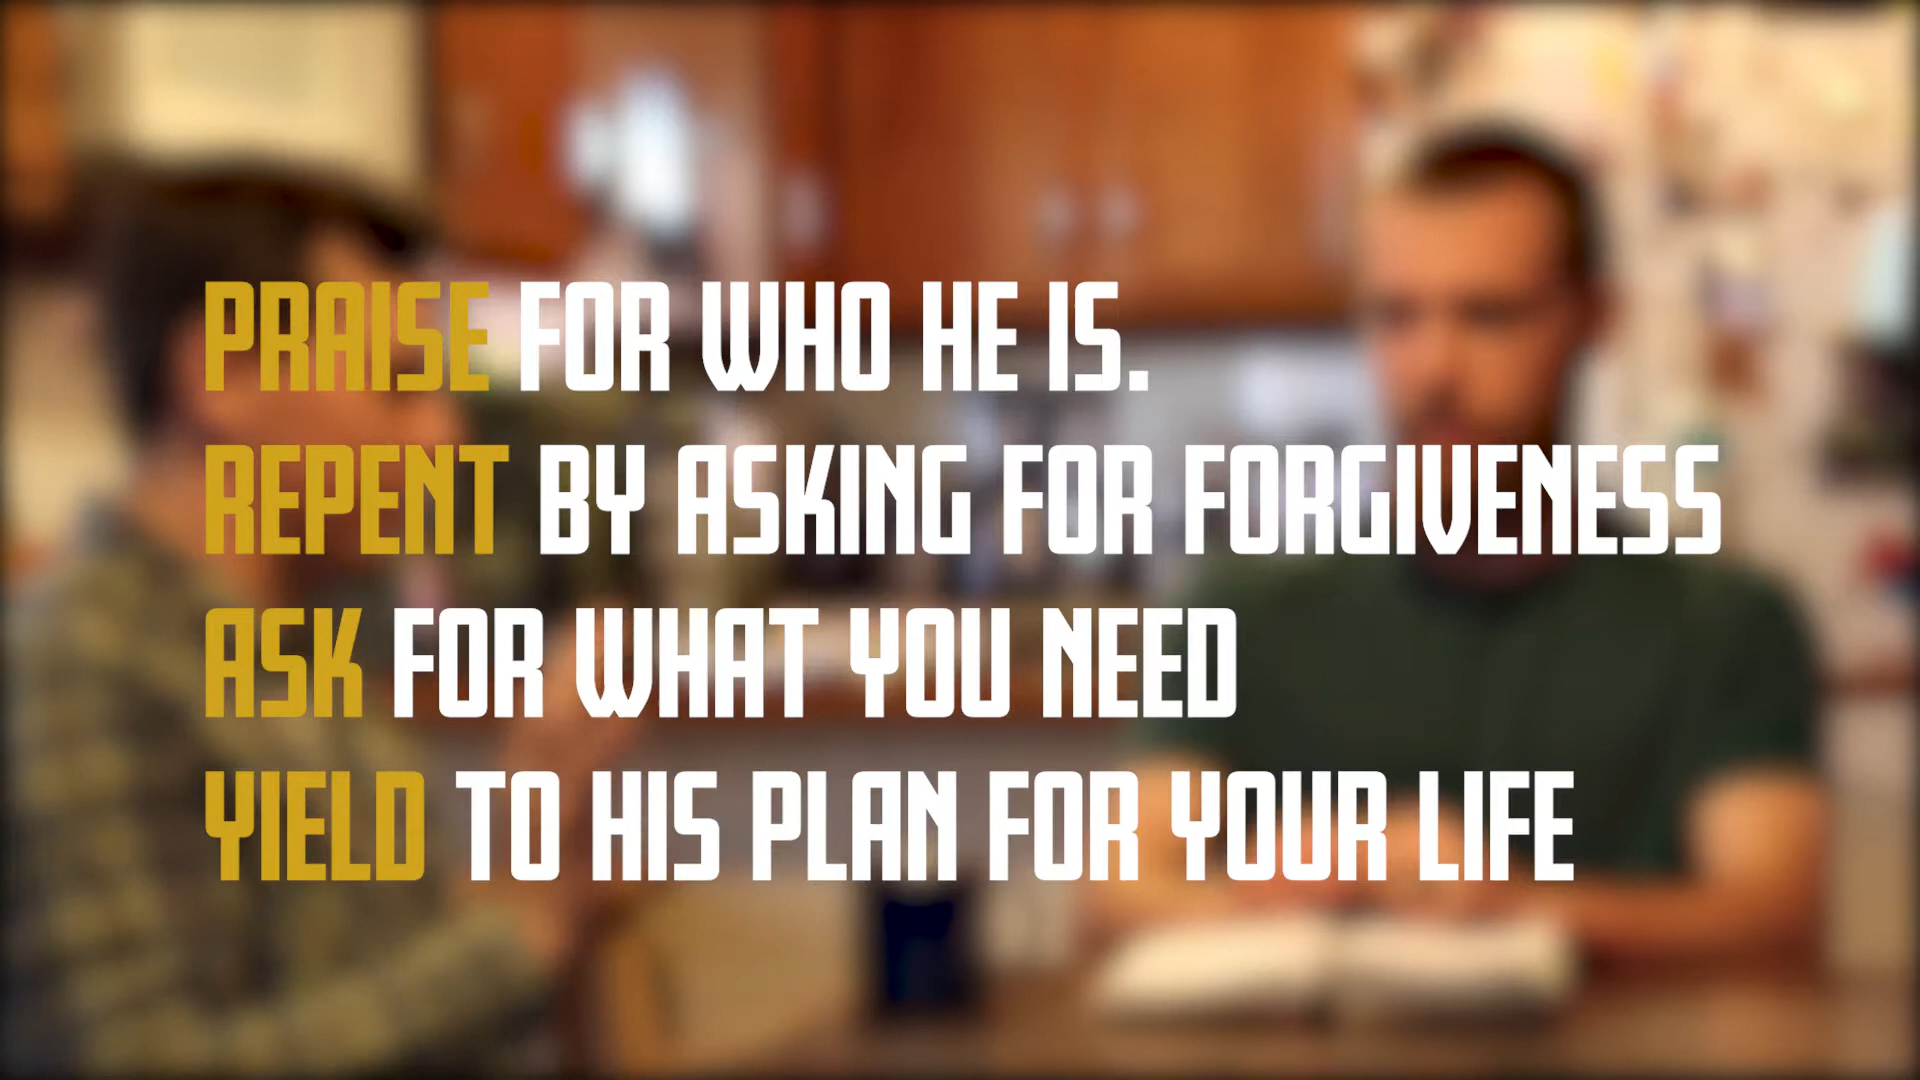 PRAISE FOR WHO HE IS.
REPENT BY ASKING FOR FORGIVENESS
ASK FOR WHAT YOU NEED
YIELD TO HIS PLAN FOR YOUR LIFE